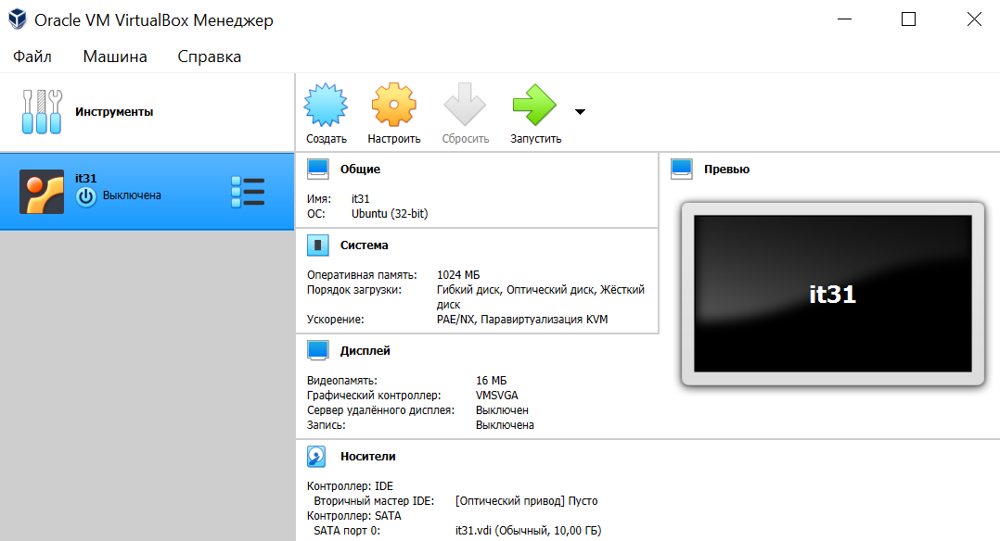 Oracle VM VirtualBox Менеджер
Файл Машина Справка
Инструменты
Создать Настроить Сбросить Запустить
it31
Выключена
Общие
Имя: it31
ОС: Ubuntu (32-bit)
Превью
it31
Система
Оперативная память: 1024 МБ
Порядок загрузки: Гибкий диск, Оптический диск, Жёсткий
диск
Ускорение: PAE/NX, Паравиртуализация KVM
Дисплей
Видеопамять: 16 МБ
Графический контроллер: VMSVGA
Сервер удалённого дисплея: Выключен
Запись: Выключена
Носители
Контроллер: IDE
Вторичный мастер IDE: [Оптический привод] Пусто
Контроллер: SATA
SATA порт 0: it31.vdi (Обычный, 10,00 ГБ)